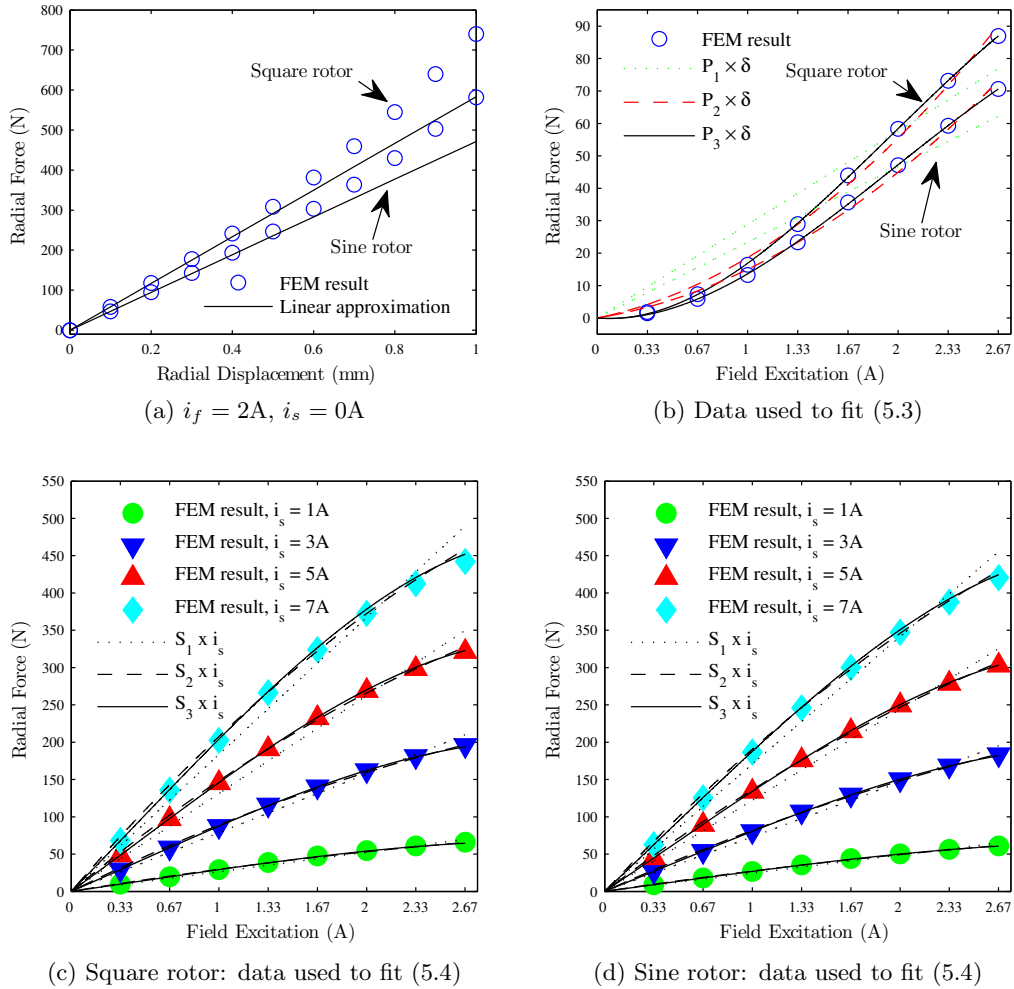 800
700
600
500
400
300
200
100
0
Radial Force (N)
Square rotor
Sine rotor
FEM result
Linear approximation
0 0.2 0.4 0.6 0.8 1
Radial Displacement (mm)
(a) i_f = 2A, i_s = 0A
90
80
70
60
50
40
30
20
10
0
Radial Force (N)
FEM result
P_1 × δ
P_2 × δ
P_3 × δ
Square rotor
Sine rotor
0 0.33 0.67 1 1.33 1.67 2 2.33 2.67
Field Excitation (A)
(b) Data used to fit (5.3)
550
500
450
400
350
300
250
200
150
100
50
0
Radial Force (N)
FEM result, i_s = 1A
FEM result, i_s = 3A
FEM result, i_s = 5A
FEM result, i_s = 7A
S_1 x i_s
S_2 x i_s
S_3 x i_s
0 0.33 0.67 1 1.33 1.67 2 2.33 2.67
Field Excitation (A)
(c) Square rotor: data used to fit (5.4)
550
500
450
400
350
300
250
200
150
100
50
0
Radial Force (N)
FEM result, i_s = 1A
FEM result, i_s = 3A
FEM result, i_s = 5A
FEM result, i_s = 7A
S_1 x i_s
S_2 x i_s
S_3 x i_s
0 0.33 0.67 1 1.33 1.67 2 2.33 2.67
Field Excitation (A)
(d) Sine rotor: data used to fit (5.4)